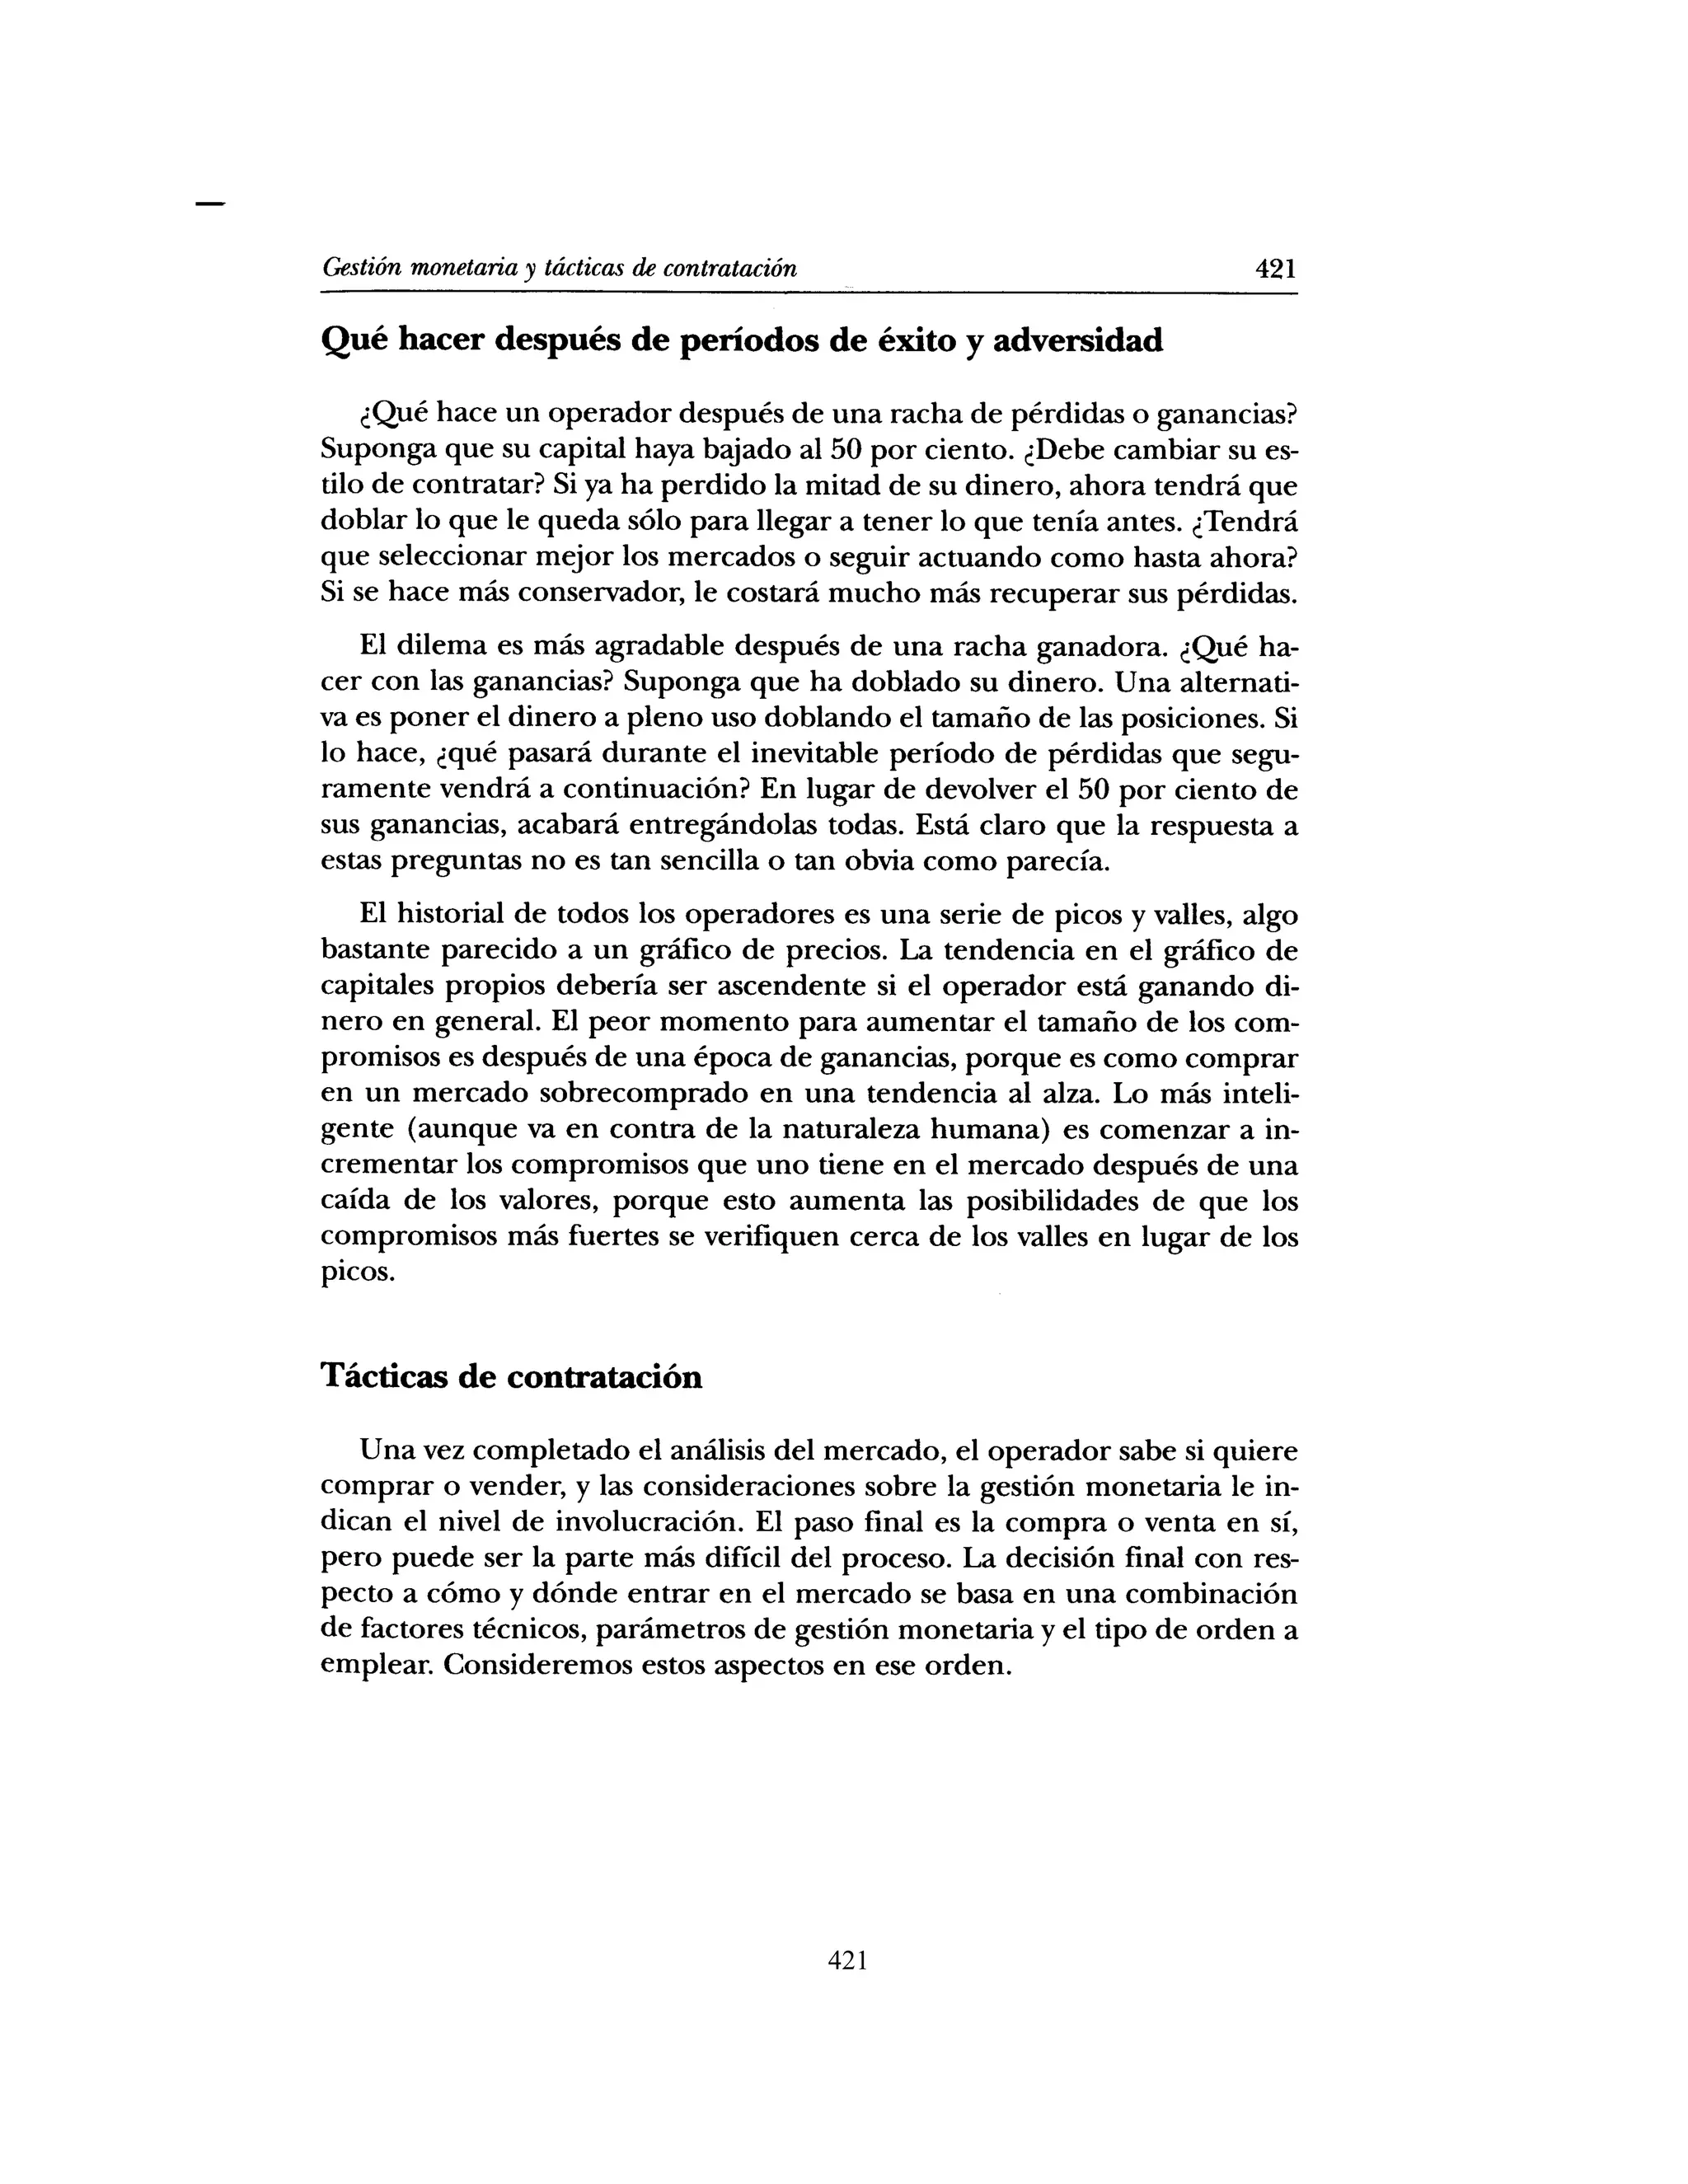 Gestión monetaria y tácticas de contratación 421
Qué hacer después de períodos de éxito y adversidad
¿Qué hace un operador después de una racha de pérdidas o ganancias?
Suponga que su capital haya bajado al 50 por ciento. ¿Debe cambiar su es-
tilo de contratar? Si ya ha perdido la mitad de su dinero, ahora tendrá que
doblar lo que le queda sólo para llegar a tener lo que tenía antes. ¿Tendrá
que seleccionar mejor los mercados o seguir actuando como hasta ahora?
Si se hace más conservador, le costará mucho más recuperar sus pérdidas.
El dilema es más agradable después de una racha ganadora. ¿Qué ha-
cer con las ganancias? Suponga que ha doblado su dinero. Una alternati-
va es poner el dinero a pleno uso doblando el tamaño de las posiciones. Si
lo hace, ¿qué pasará durante el inevitable período de pérdidas que segu-
ramente vendrá a continuación? En lugar de devolver el 50 por ciento de
sus ganancias, acabará entregándolas todas. Está claro que la respuesta a
estas preguntas no es tan sencilla o tan obvia como parecía.
El historial de todos los operadores es una serie de picos y valles, algo
bastante parecido a un gráfico de precios. La tendencia en el gráfico de
capitales propios debería ser ascendente si el operador está ganando di-
nero en general. El peor momento para aumentar el tamaño de los com-
promisos es después de una época de ganancias, porque es como comprar
en un mercado sobrecomprado en una tendencia al alza. Lo más inteli-
gente (aunque va en contra de la naturaleza humana) es comenzar a in-
crementar los compromisos que uno tiene en el mercado después de una
caída de los valores, porque esto aumenta las posibilidades de que los
compromisos más fuertes se verifiquen cerca de los valles en lugar de los
picos.
Tácticas de contratación
Una vez completado el análisis del mercado, el operador sabe si quiere
comprar o vender, y las consideraciones sobre la gestión monetaria le in-
dican el nivel de involucración. El paso final es la compra o venta en sí,
pero puede ser la parte más difícil del proceso. La decisión final con res-
pecto a cómo y dónde entrar en el mercado se basa en una combinación
de factores técnicos, parámetros de gestión monetaria y el tipo de orden a
emplear. Consideremos estos aspectos en ese orden.
421